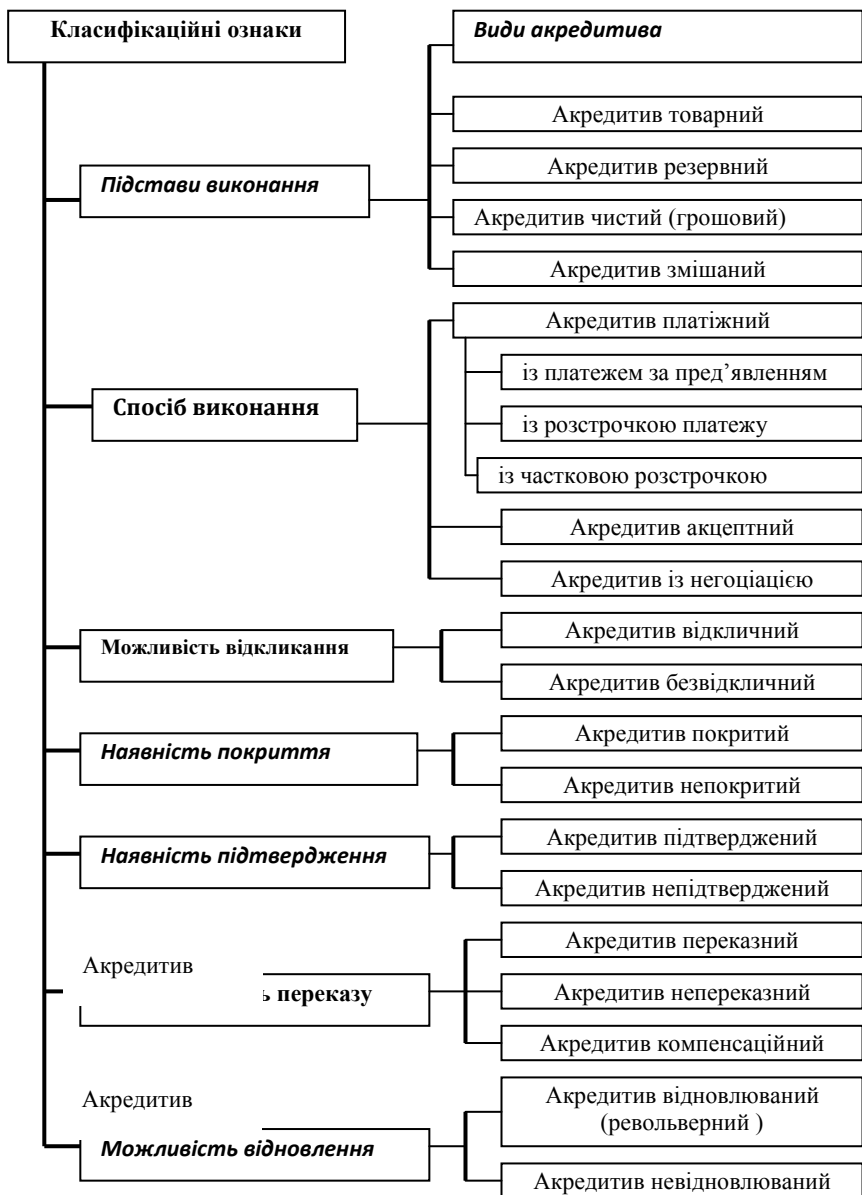 Класифікаційні ознаки
Види акредитива
Підстави виконання
Акредитив товарний
Акредитив резервний
Акредитив чистий (грошовий)
Акредитив змішаний
Спосіб виконання
Акредитив платіжний
із платежем за пред’явленням
із розстрочкою платежу
із частковою розстрочкою
Акредитив акцептний
Акредитив із негоціацією
Можливість відкликання
Акредитив відкличний
Акредитив безвідкличний
Наявність покриття
Акредитив покритий
Акредитив непокритий
Наявність підтвердження
Акредитив підтверджений
Акредитив непідтверджений
Акредитив
переказу
Акредитив переказний
Акредитив непереказний
Акредитив компенсаційний
Акредитив
Можливість відновлення
Акредитив відновлюваний
(револьверний )
Акредитив невідновлюваний